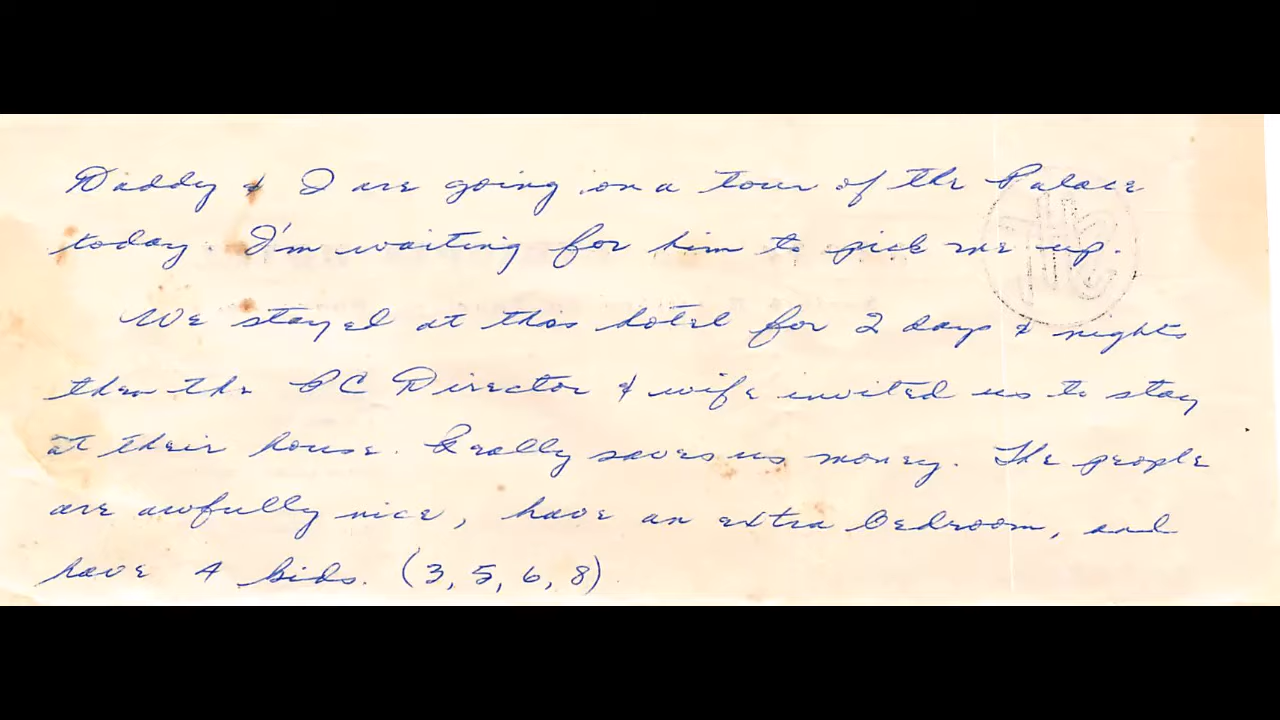 Daddy & I are going on a tour of the Palace
today. I'm waiting for him to pick me up.
We stayed at this hotel for 2 days & nights
then the PC Director & wife invited us to stay
at their house. Really saves us money. The people
are awfully nice, have an extra bedroom, and
have 4 kids. (3, 5, 6, 8)